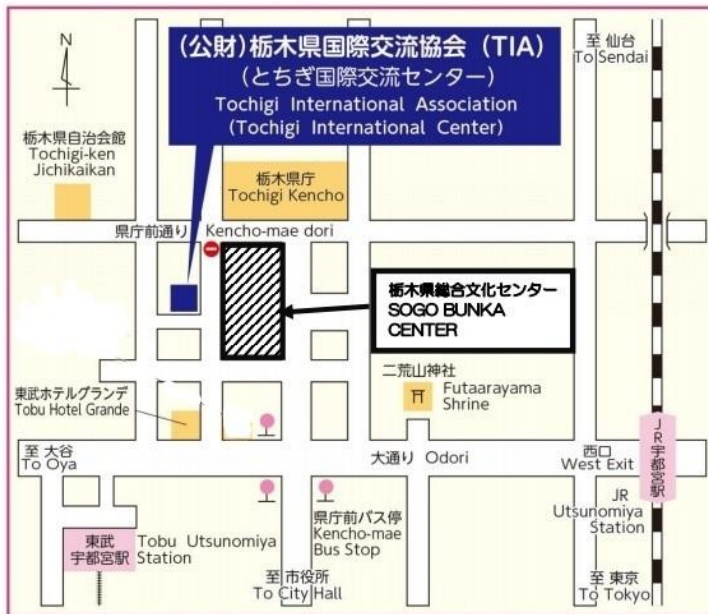 (公財)栃木県国際交流協会 (TIA)
(とちぎ国際交流センター)
Tochigi International Association
(Tochigi International Center)
至 仙台
To Sendai
N
栃木県自治会館
Tochigi-ken
Jichikaikan
栃木県庁
Tochigi Kencho
県庁前通り Kencho-mae dori
栃木県総合文化センター
SOGO BUNKA
CENTER
二荒山神社
Futaarayama
Shrine
東武ホテルグランデ
Tobu Hotel Grande
至 大谷
To Oya
大通り Odori
西口
West Exit
JR宇都宮駅
JR
Utsunomiya
Station
県庁前バス停
Kencho-mae
Bus Stop
東武
宇都宮駅
Tobu Utsunomiya
Station
至 市役所
To City Hall
至 東京
To Tokyo